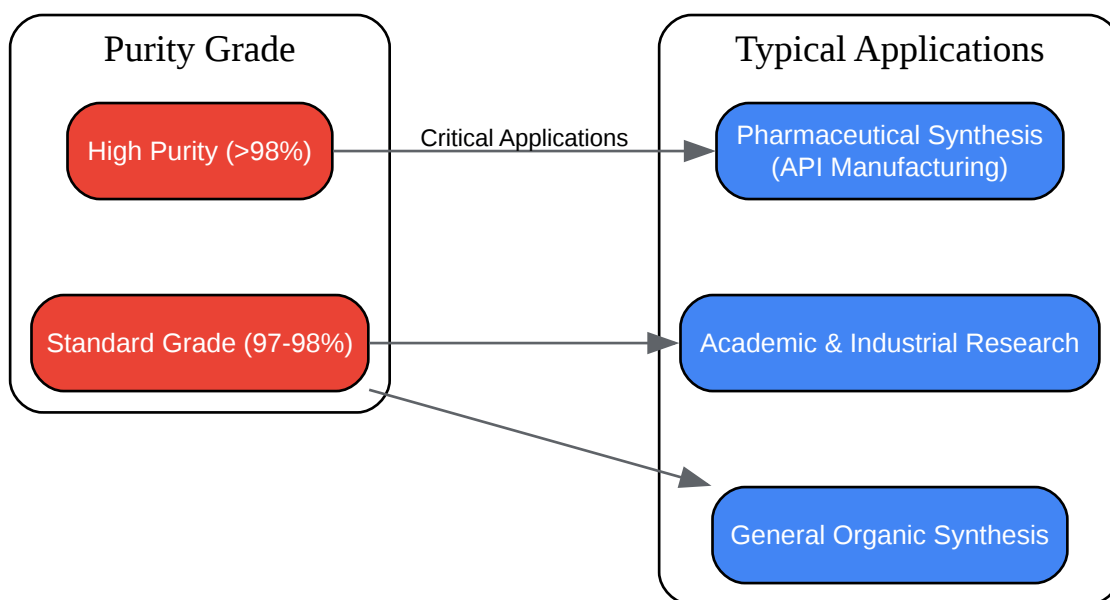 Purity Grade
Typical Applications
High Purity (>98%)
Critical Applications
Pharmaceutical Synthesis
(API Manufacturing)
Standard Grade (97-98%)
Academic & Industrial Research
General Organic Synthesis